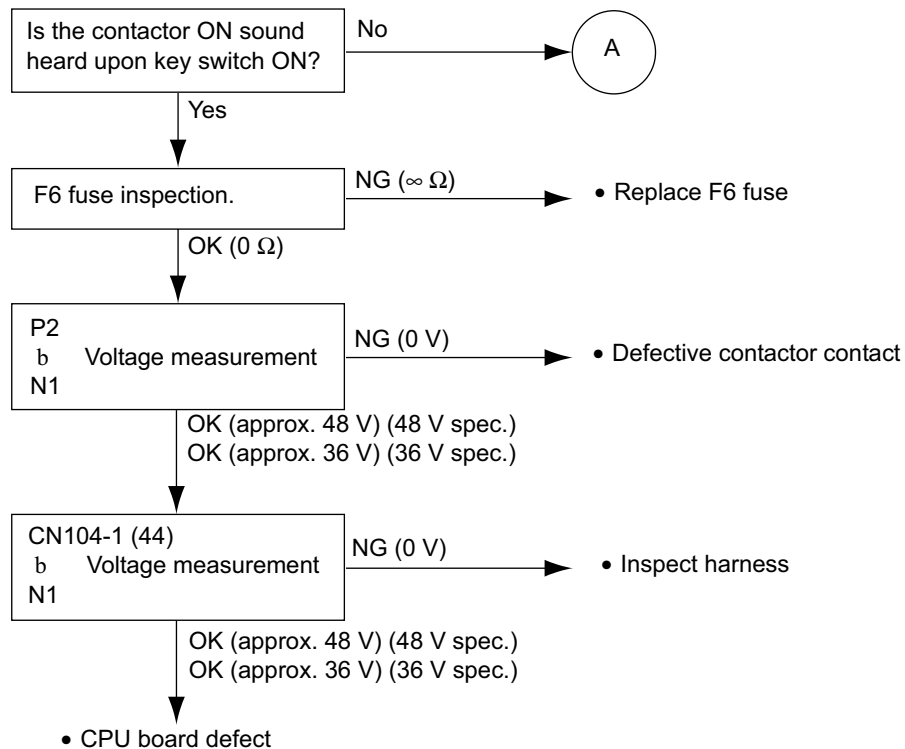 Is the contactor ON sound
heard upon key switch ON?
No
A
Yes
F6 fuse inspection.
NG (∞ Ω)
• Replace F6 fuse
OK (0 Ω)
P2
b Voltage measurement
N1
NG (0 V)
• Defective contactor contact
OK (approx. 48 V) (48 V spec.)
OK (approx. 36 V) (36 V spec.)
CN104-1 (44)
b Voltage measurement
N1
NG (0 V)
• Inspect harness
OK (approx. 48 V) (48 V spec.)
OK (approx. 36 V) (36 V spec.)
• CPU board defect